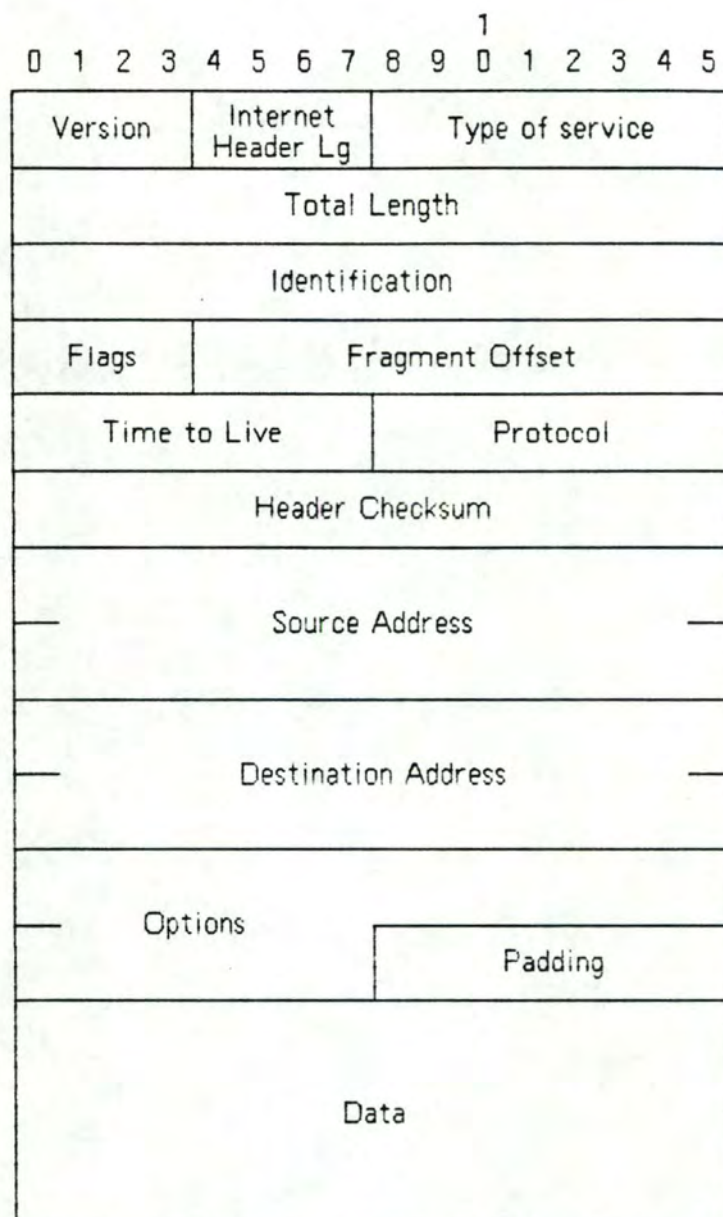 1
0 1 2 3 4 5 6 7 8 9 0 1 2 3 4 5
Version Internet Header Lg Type of service
Total Length
Identification
Flags Fragment Offset
Time to Live Protocol
Header Checksum
Source Address
Destination Address
Options
Padding
Data